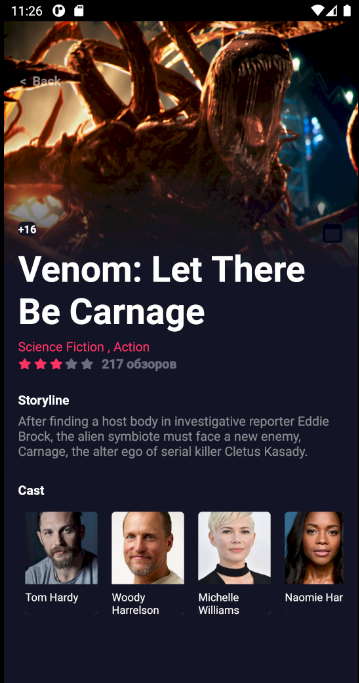 11:26
< Back
+16
Venom: Let There
Be Carnage
Science Fiction , Action
217 обзоров
Storyline
After finding a host body in investigative reporter Eddie
Brock, the alien symbiote must face a new enemy,
Carnage, the alter ego of serial killer Cletus Kasady.
Cast
Tom Hardy
Woody
Harrelson
Michelle
Williams
Naomie Har